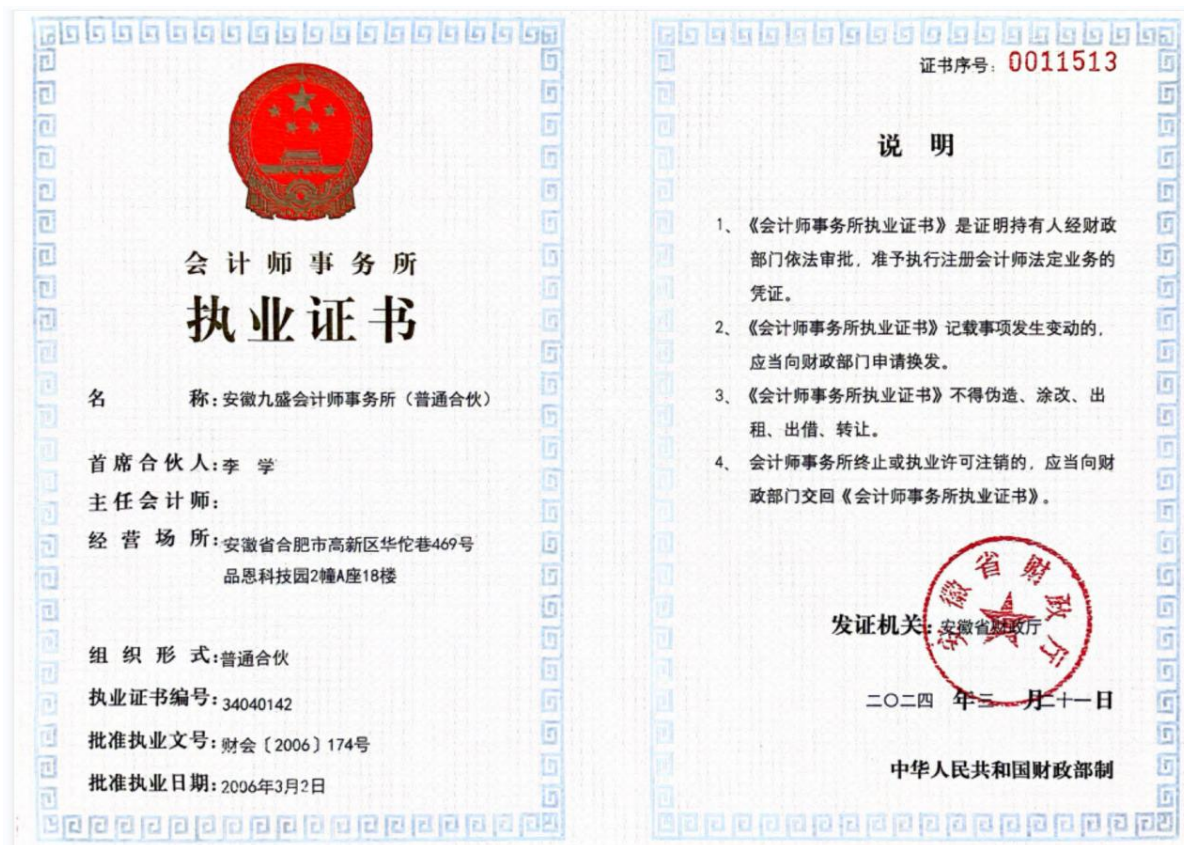 会计师事务所
执业证书
名 称：安徽九盛会计师事务所（普通合伙）
首席合伙人：李 学
主任会计师：
经营场所：安徽省合肥市高新区华佗巷469号
品恩科技园2幢A座18楼
组织形式：普通合伙
执业证书编号：34040142
批准执业文号：财会〔2006〕174号
批准执业日期：2006年3月2日
证书序号：0011513
说 明
1、《会计师事务所执业证书》是证明持有人经财政
部门依法审批，准予执行注册会计师法定业务的
凭证。
2、《会计师事务所执业证书》记载事项发生变动的，
应当向财政部门申请换发。
3、《会计师事务所执业证书》不得伪造、涂改、出
租、出借、转让。
4、会计师事务所终止或执业许可注销的，应当向财
政部门交回《会计师事务所执业证书》。
安徽省财政厅
发证机关：安徽省财政厅
二〇二四 年 月 十一日
中华人民共和国财政部制